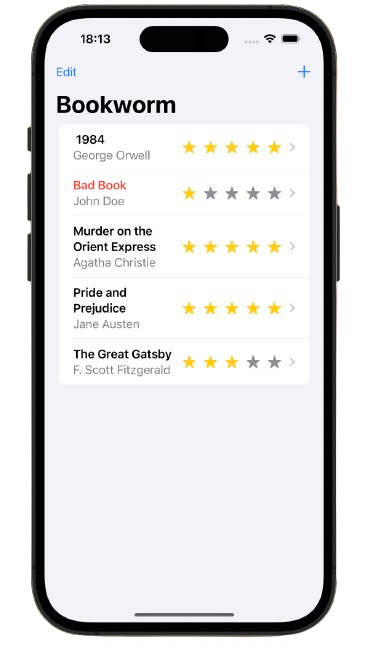 18:13
Edit
Bookworm
1984
George Orwell
Bad Book
John Doe
Murder on the
Orient Express
Agatha Christie
Pride and
Prejudice
Jane Austen
The Great Gatsby
F. Scott Fitzgerald